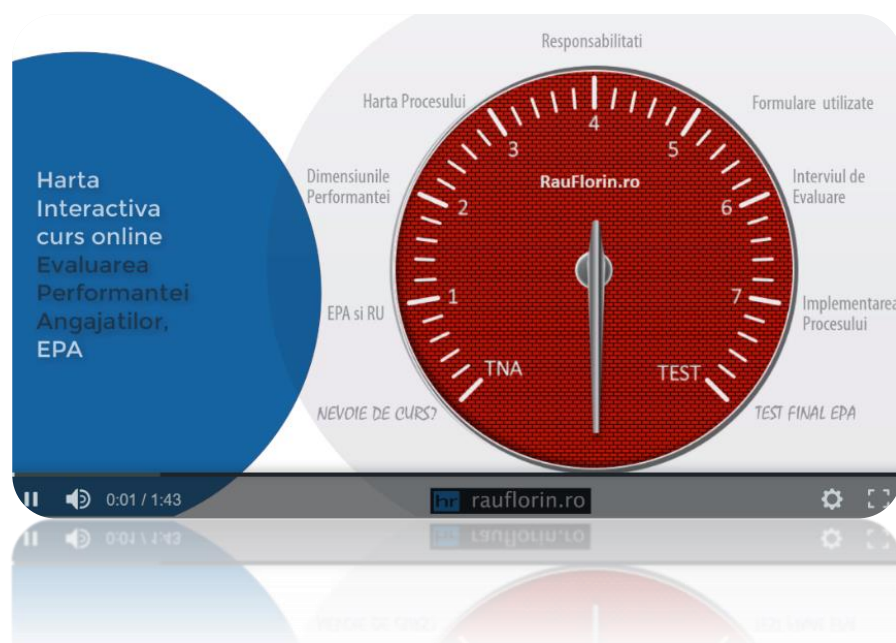 Harta
Interactiva
curs online
Evaluarea
Performantei
Angajatilor,
EPA
Responsabilitati
Harta Procesului
Formulare utilizate
Dimensiunile
Performantei
Interviul de
Evaluare
EPA si RU
Implementarea
Procesului
NEVOIE DE CURS?
TEST FINAL EPA
RauFlorin.ro
TNA
1
2
3
4
5
6
7
TEST
0:01 / 1:43
hr rauflorin.ro